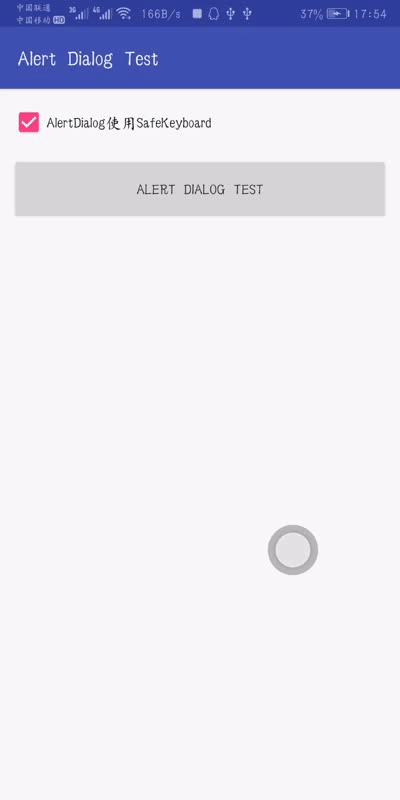 中国联通
中国移动 HD
3G 4G 166B/s 37% 17:54
Alert Dialog Test
AlertDialog使用SafeKeyboard
ALERT DIALOG TEST